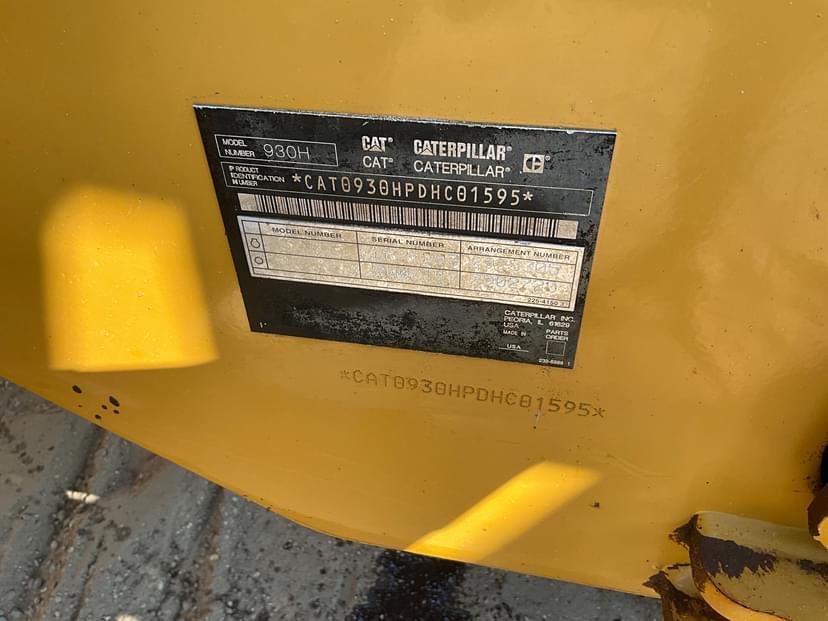 MODEL NUMBER 930H
CAT® CATERPILLAR®
CAT® CATERPILLAR®
PRODUCT IDENTIFICATION NUMBER *CAT0930HPDHC01595*
MODEL NUMBER SERIAL NUMBER ARRANGEMENT NUMBER
CATERPILLAR INC.
PEORIA, IL 61629
USA
MADE IN
USA
PARTS ORDER
*CAT0930HPDHC01595*